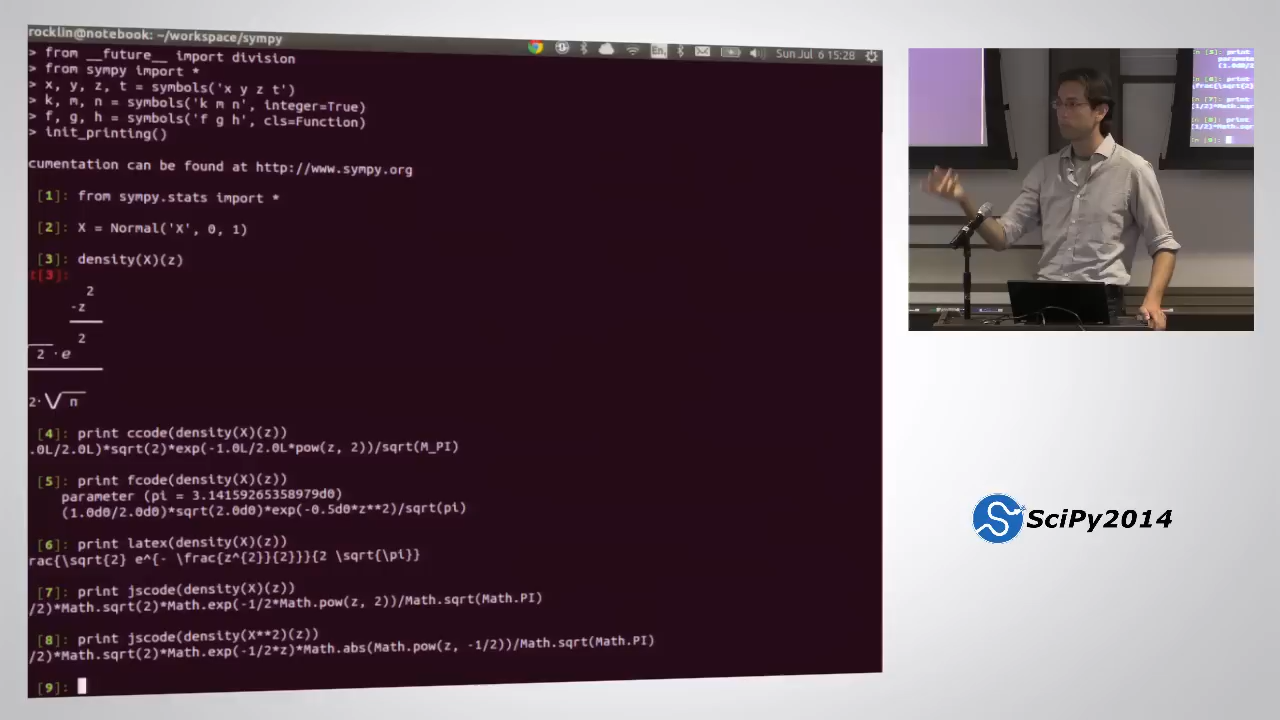 rocklin@notebook: ~/workspace/sympy
En
Sun Jul 6 15:28
> from __future__ import division
> from sympy import *
> x, y, z, t = symbols('x y z t')
> k, m, n = symbols('k m n', integer=True)
> f, g, h = symbols('f g h', cls=Function)
> init_printing()
cumentation can be found at http://www.sympy.org
[1]: from sympy.stats import *
[2]: X = Normal('X', 0, 1)
[3]: density(X)(z)
t[3]:
2
-z
2
2 ·e
2·√π
[4]: print ccode(density(X)(z))
.0L/2.0L)*sqrt(2)*exp(-1.0L/2.0L*pow(z, 2))/sqrt(M_PI)
[5]: print fcode(density(X)(z))
parameter (pi = 3.14159265358979d0)
(1.0d0/2.0d0)*sqrt(2.0d0)*exp(-0.5d0*z**2)/sqrt(pi)
[6]: print latex(density(X)(z))
rac{\sqrt{2} e^{- \frac{z^{2}}{2}}}{2 \sqrt{\pi}}
[7]: print jscode(density(X)(z))
/2)*Math.sqrt(2)*Math.exp(-1/2*Math.pow(z, 2))/Math.sqrt(Math.PI)
[8]: print jscode(density(X**2)(z))
/2)*Math.sqrt(2)*Math.exp(-1/2*z)*Math.abs(Math.pow(z, -1/2))/Math.sqrt(Math.PI)
[9]:
SciPy2014